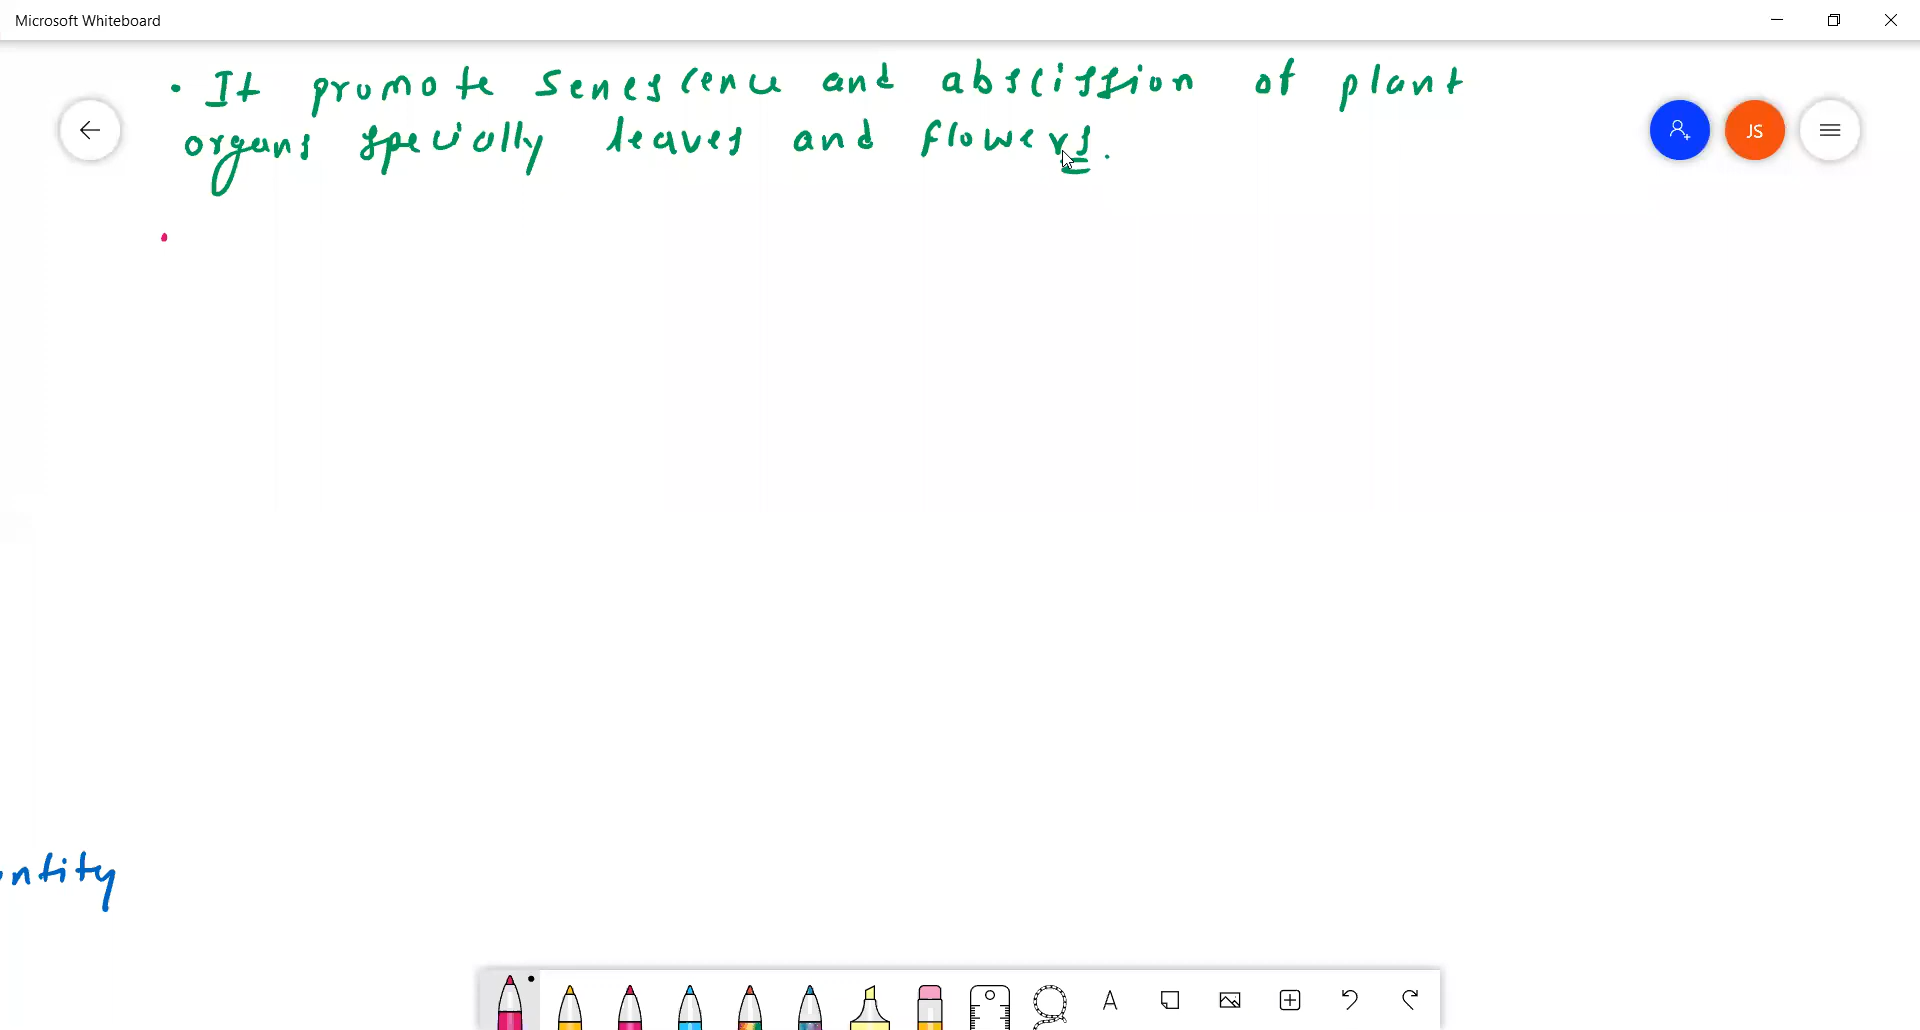 Microsoft Whiteboard
• It promote senescence and abscission of plant
organs specially leaves and flowers.
JS
•
ntity
A